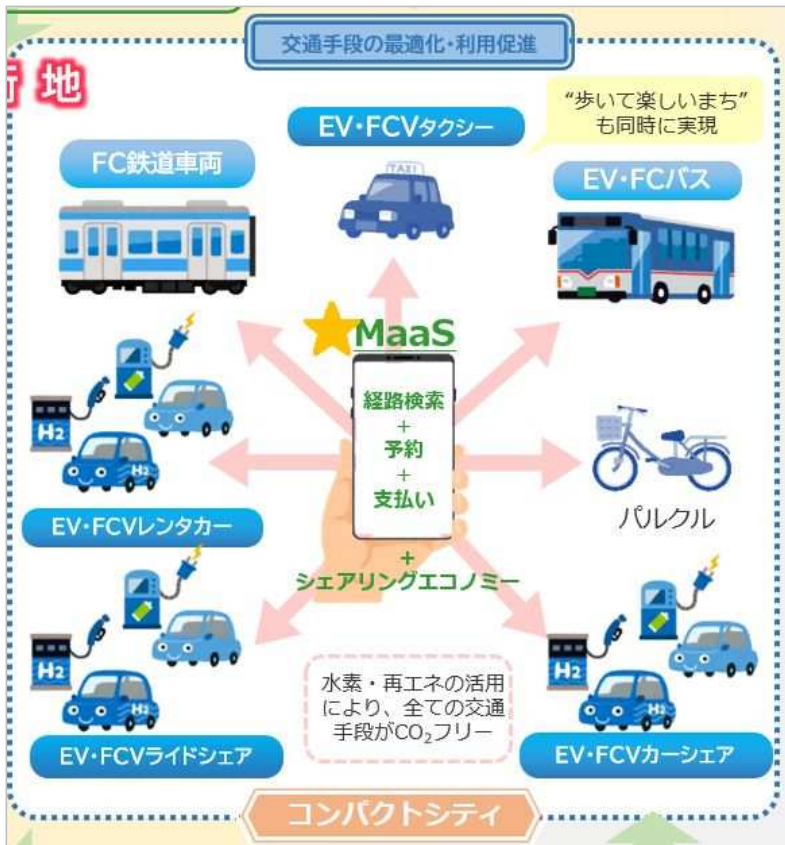 交通手段の最適化・利用促進
街地
EV・FCVタクシー
“歩いて楽しいまち”
も同時に実現
FC鉄道車両
TAXI
EV・FCバス
MaaS
経路検索
+
予約
+
支払い
+
シェアリングエコノミー
H2
H2
EV・FCVレンタカー
パルクル
H2
H2
EV・FCVライドシェア
水素・再エネの活用
により、全ての交通
手段がCO₂フリー
H2
H2
EV・FCVカーシェア
コンパクトシティ